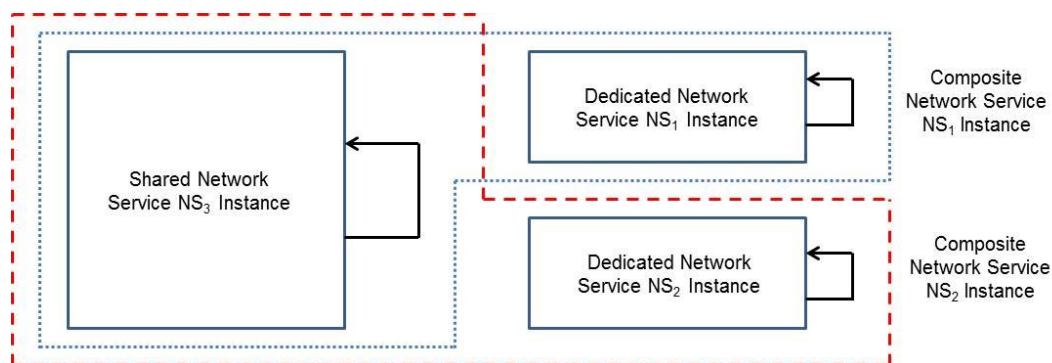 Shared Network
Service NS₃ Instance
Dedicated Network
Service NS₁ Instance
Composite
Network Service
NS₁ Instance
Dedicated Network
Service NS₂ Instance
Composite
Network Service
NS₂ Instance